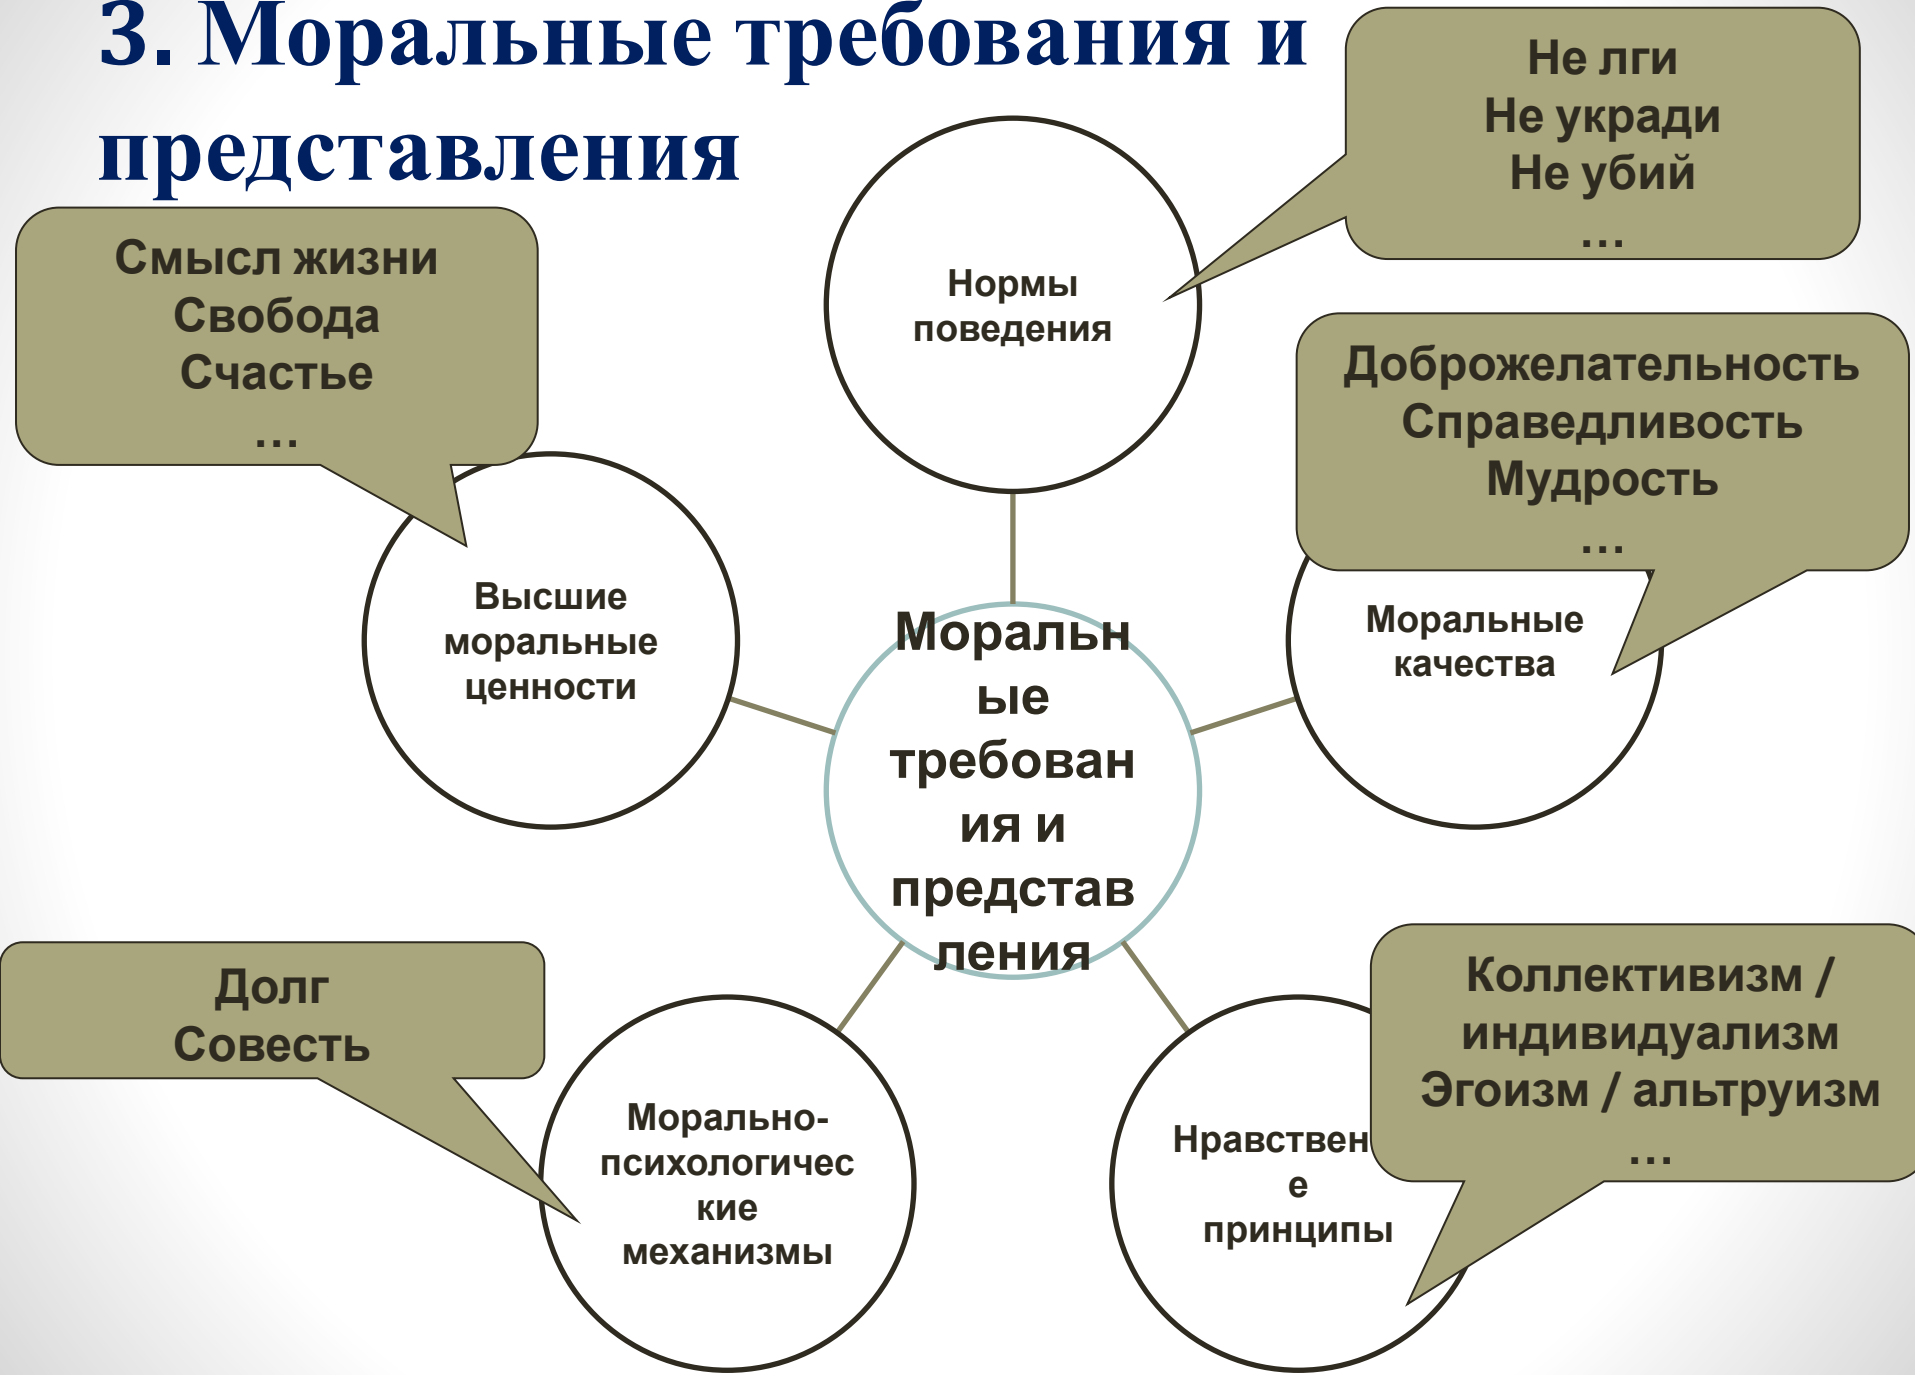 3. Моральные требования и
представления
Не лги
Не укради
Не убий
…
Смысл жизни
Свобода
Счастье
…
Нормы
поведения
Доброжелательность
Справедливость
Мудрость
…
Высшие
моральные
ценности
Моральные
качества
Моральн
ые
требован
ия и
представ
ления
Долг
Совесть
Коллективизм /
индивидуализм
Эгоизм / альтруизм
…
Морально-
психологичес
кие
механизмы
Нравствен
е
принципы